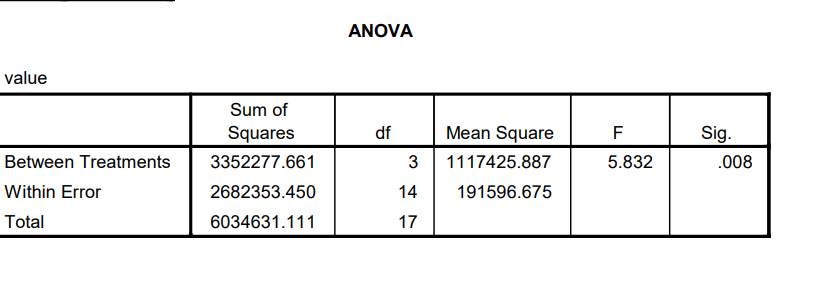 ANOVA
value
Sum of Squares df Mean Square F Sig.
Between Treatments 3352277.661 3 1117425.887 5.832 .008
Within Error 2682353.450 14 191596.675
Total 6034631.111 17